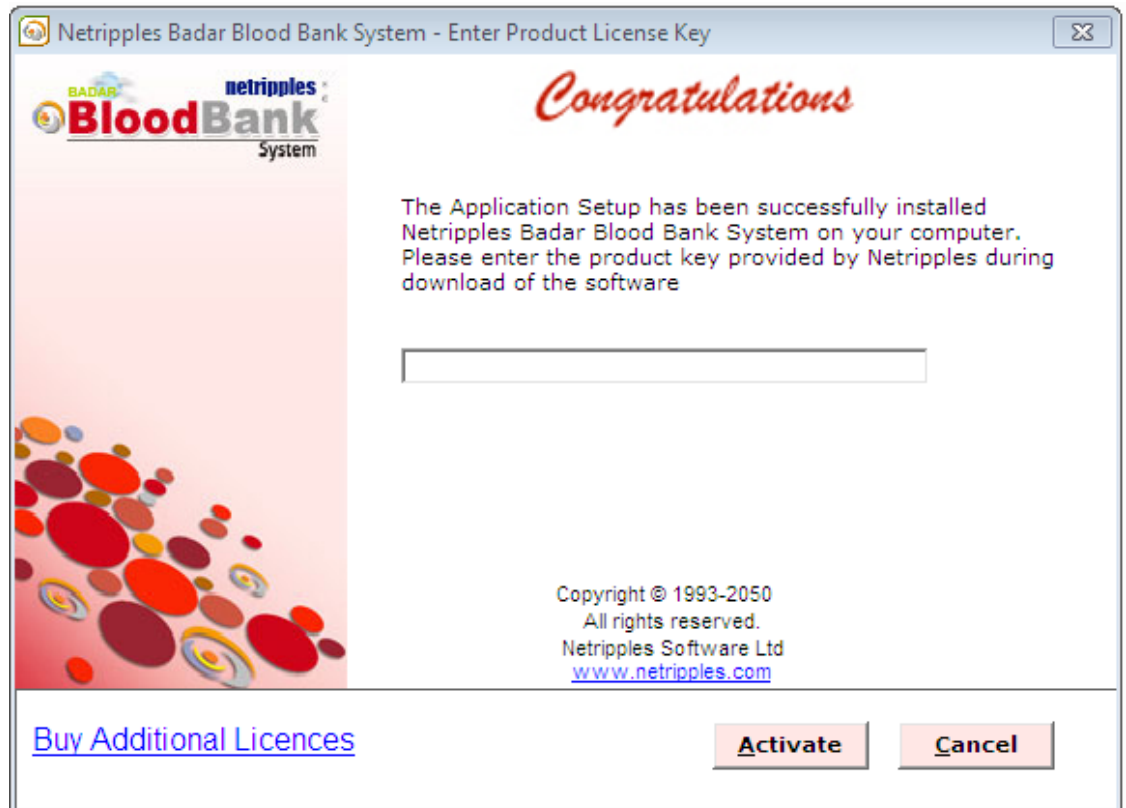 Netripples Badar Blood Bank System - Enter Product License Key
BADAR netripples
BloodBank
System
Congratulations
The Application Setup has been successfully installed
Netripples Badar Blood Bank System on your computer.
Please enter the product key provided by Netripples during
download of the software
Copyright © 1993-2050
All rights reserved.
Netripples Software Ltd
www.netripples.com
Buy Additional Licences
Activate
Cancel